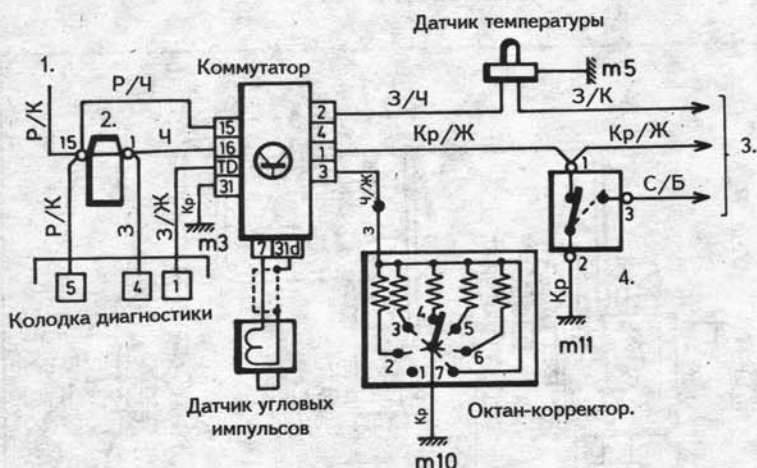 Датчик температуры
1.
Коммутатор
m5
Р/Ч
З/Ч
З/К
Р/К
2.
15
1
Ч
15
16
TD
31
2
4
1
3
Кр/Ж
Кр/Ж
3.
1
С/Б
3
2
4.
Кр
m11
Р/К
З
З/Ж
Кр.
m3
7
31d
Ч/Ж
З
5
4
1
Колодка диагностики
Датчик угловых
импульсов
4
3
5
2
6
1
7
Октан-корректор.
Кр
m10